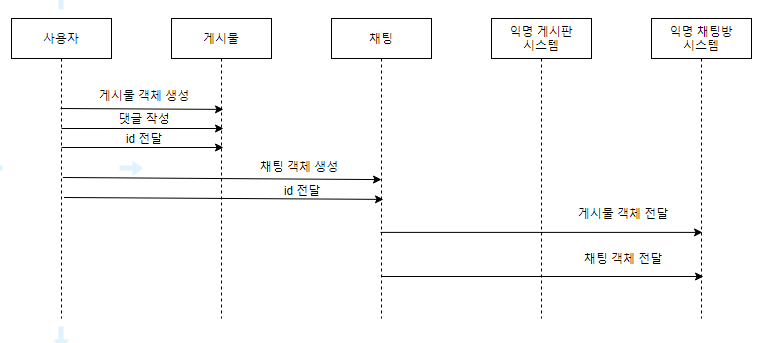 사용자
게시물
채팅
익명 게시판
시스템
익명 채팅방
시스템
게시물 객체 생성
댓글 작성
id 전달
채팅 객체 생성
id 전달
게시물 객체 전달
채팅 객체 전달